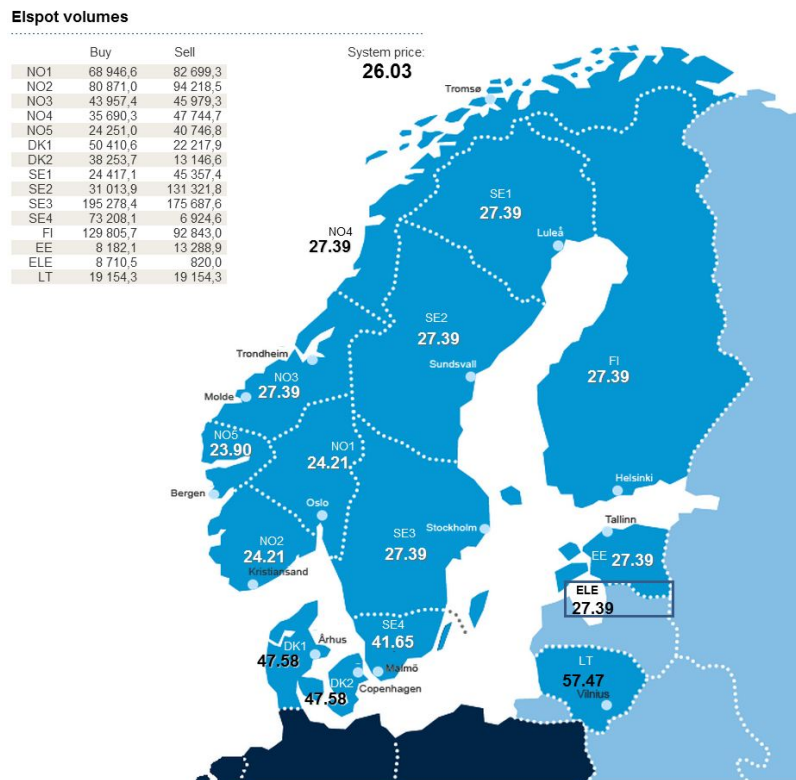 Elspot volumes
Buy Sell
NO1 68 946,6 82 699,3
NO2 80 871,0 94 218,5
NO3 43 957,4 45 979,3
NO4 35 690,3 47 744,7
NO5 24 251,0 40 746,8
DK1 50 410,6 22 217,9
DK2 38 253,7 13 146,6
SE1 24 417,1 45 357,4
SE2 31 013,9 131 321,8
SE3 195 278,4 175 687,6
SE4 73 208,1 6 924,6
FI 129 805,7 92 843,0
EE 8 182,1 13 288,9
ELE 8 710,5 820,0
LT 19 154,3 19 154,3
System price:
26.03
Tromsø
SE1
27.39
NO4
27.39
Luleå
SE2
27.39
Trondheim
Sundsvall
FI
27.39
NO3
27.39
Molde
NO5
23.90
NO1
24.21
Bergen
Oslo
Helsinki
Stockholm
Tallinn
SE3
27.39
NO2
24.21
Kristiansand
EE 27.39
ELE
27.39
SE4
41.65
DK1
47.58
Århus
Malmö
DK2
47.58
Copenhagen
LT
57.47
Vilnius